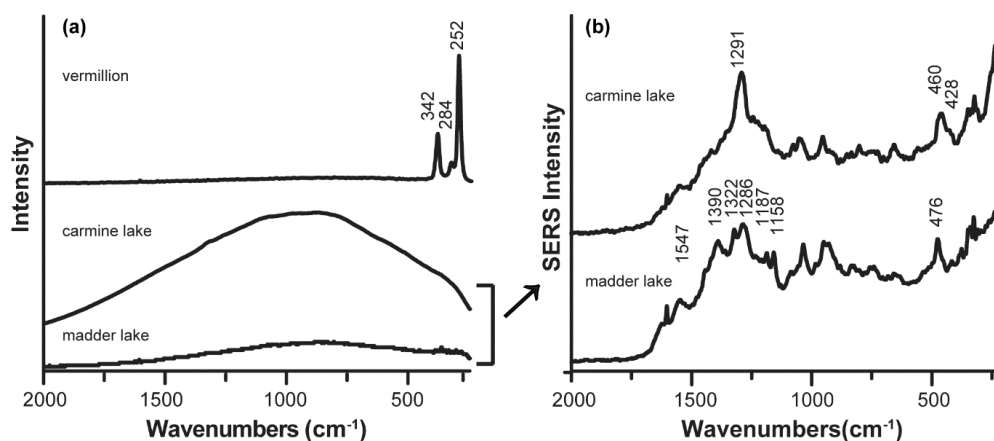 (a)
252
vermillion
342
284
carmine lake
madder lake
Intensity
2000
1500
1000
500
Wavenumbers (cm⁻¹)
(b)
1291
carmine lake
460
428
1390
1322
1286
1187
1158
1547
476
madder lake
SERS Intensity
2000
1500
1000
500
Wavenumbers(cm⁻¹)